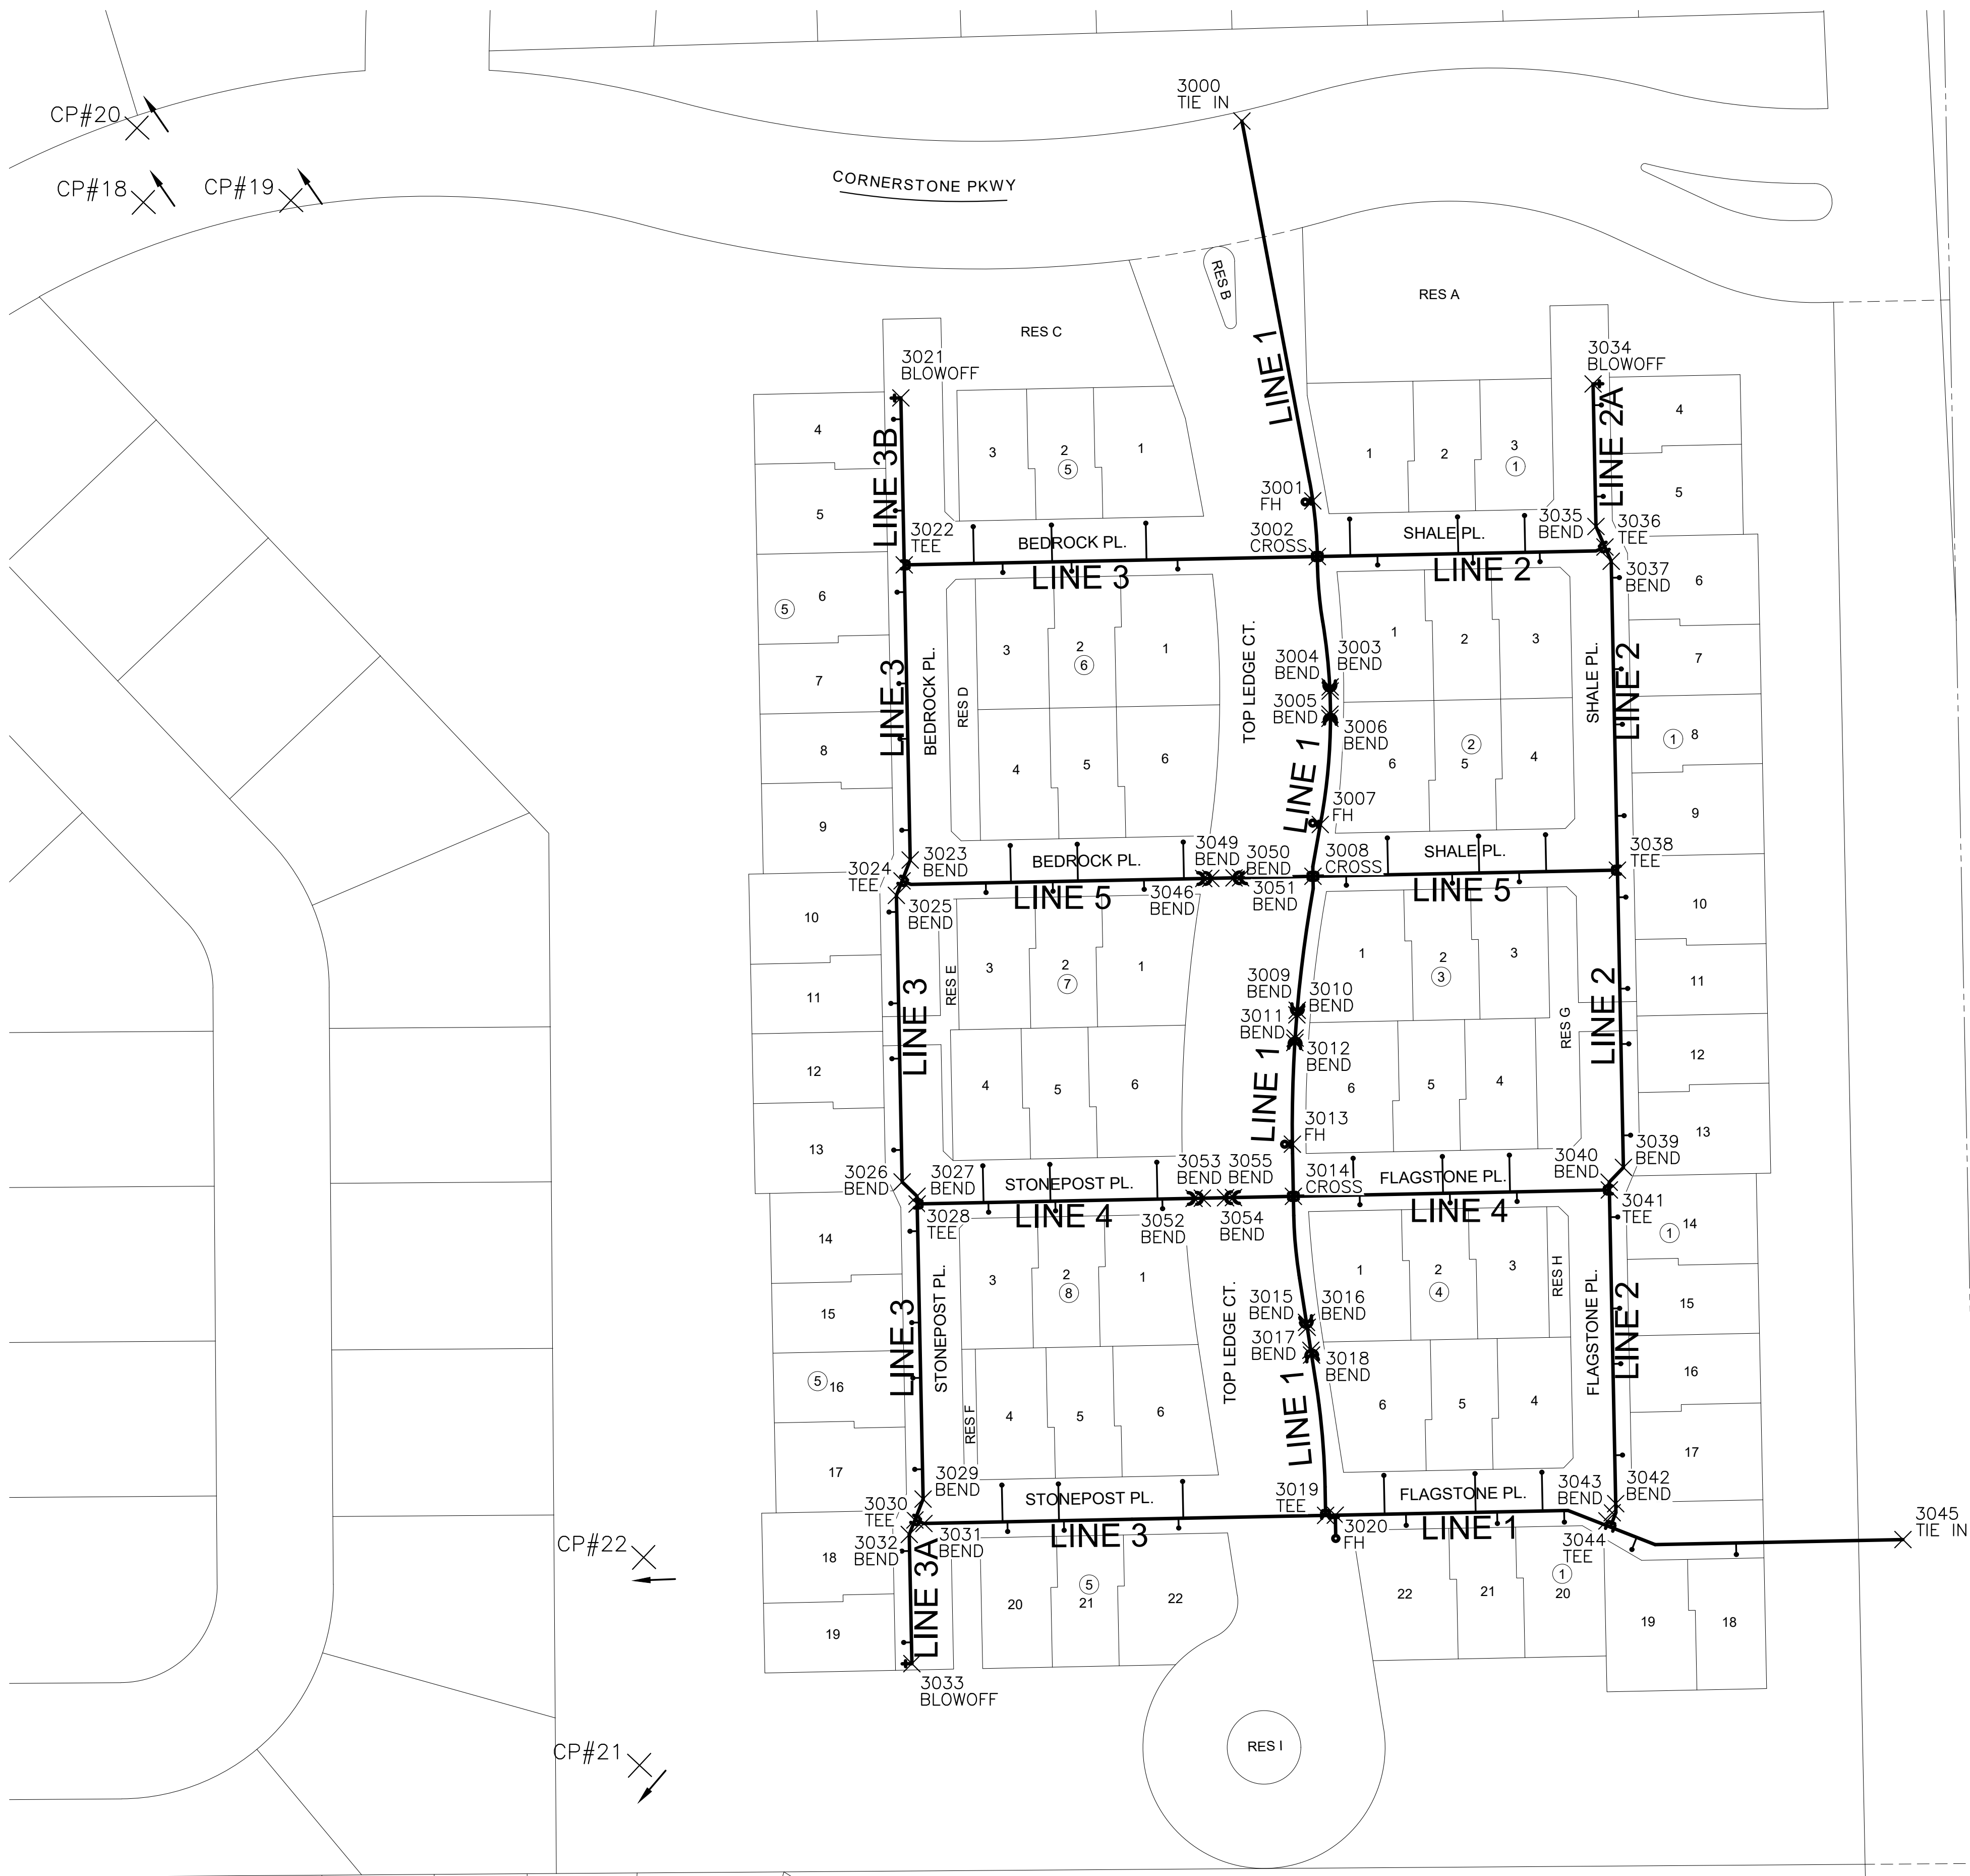 3000
TIE IN
CP#20
CP#18
CP#19
CORNERSTONE PKWY
RES B
RES A
RES C
LINE 1
3021
BLOWOFF
3034
BLOWOFF
LINE 3B
LINE 2A
4
5
3
2
5
1
1
2
3
1
4
5
3001
FH
3022
TEE
3002
CROSS
3035
BEND
3036
TEE
3037
BEND
BEDROCK PL.
SHALE PL.
LINE 3
LINE 2
5
6
7
8
9
LINE 3
BEDROCK PL.
RES D
3
2
6
1
4
5
6
TOP LEDGE CT.
3004
BEND
3003
BEND
3005
BEND
3006
BEND
LINE 1
3007
FH
1
2
3
2
6
5
4
SHALE PL.
LINE 2
6
7
1
8
9
3024
TEE
3023
BEND
3025
BEND
BEDROCK PL.
LINE 5
3049
BEND
3046
BEND
3050
BEND
3051
BEND
3008
CROSS
SHALE PL.
LINE 5
3038
TEE
10
11
12
13
LINE 3
RES E
3
2
7
1
4
5
6
3009
BEND
3010
BEND
3011
BEND
3012
BEND
LINE 1
3013
FH
1
2
3
3
6
5
4
RES G
LINE 2
10
11
12
13
3026
BEND
3027
BEND
3028
TEE
STONEPOST PL.
LINE 4
3053
BEND
3055
BEND
3052
BEND
3054
BEND
3014
CROSS
FLAGSTONE PL.
LINE 4
3040
BEND
3039
BEND
3041
TEE
14
15
5
16
17
LINE 3
STONEPOST PL.
RES F
3
2
8
1
4
5
6
TOP LEDGE CT.
3015
BEND
3016
BEND
3017
BEND
3018
BEND
LINE 1
1
2
4
3
6
5
4
RES H
FLAGSTONE PL.
LINE 2
1
14
15
16
17
3029
BEND
3030
TEE
3031
BEND
3032
BEND
STONEPOST PL.
LINE 3
3019
TEE
3020
FH
FLAGSTONE PL.
LINE 1
3043
BEND
3042
BEND
3044
TEE
3045
TIE IN
CP#22
18
19
LINE 3A
20
5
21
22
22
21
1
20
19
18
3033
BLOWOFF
CP#21
RES I